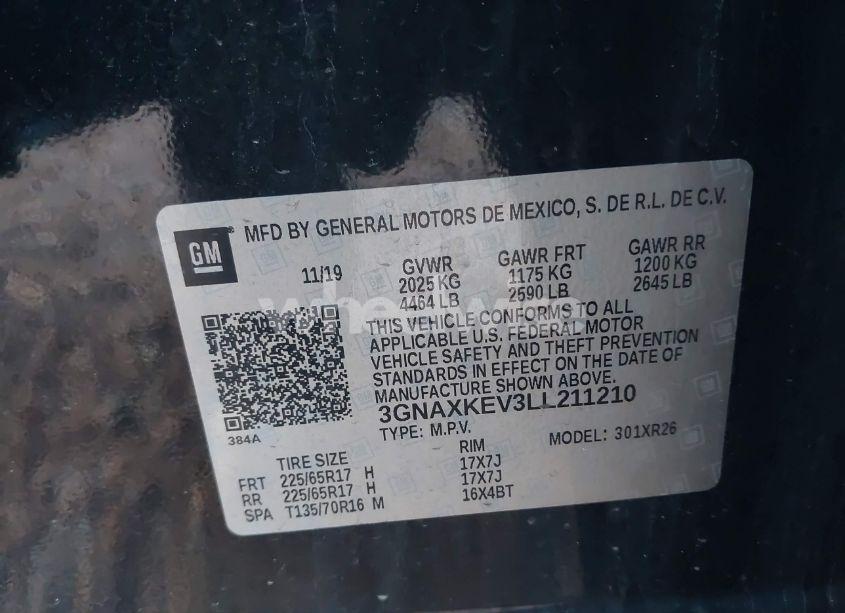 GM
MFD BY GENERAL MOTORS DE MEXICO, S. DE R.L. DE C.V.
11/19
GVWR
2025 KG
4464 LB
GAWR FRT
1175 KG
2590 LB
GAWR RR
1200 KG
2645 LB
THIS VEHICLE CONFORMS TO ALL
APPLICABLE U.S. FEDERAL MOTOR
VEHICLE SAFETY AND THEFT PREVENTION
STANDARDS IN EFFECT ON THE DATE OF
MANUFACTURE SHOWN ABOVE.
3GNAXKEV3LL211210
384A
TYPE: M.P.V.
MODEL: 301XR26
TIRE SIZE RIM
FRT 225/65R17 H 17X7J
RR 225/65R17 H 17X7J
SPA T135/70R16 M 16X4BT